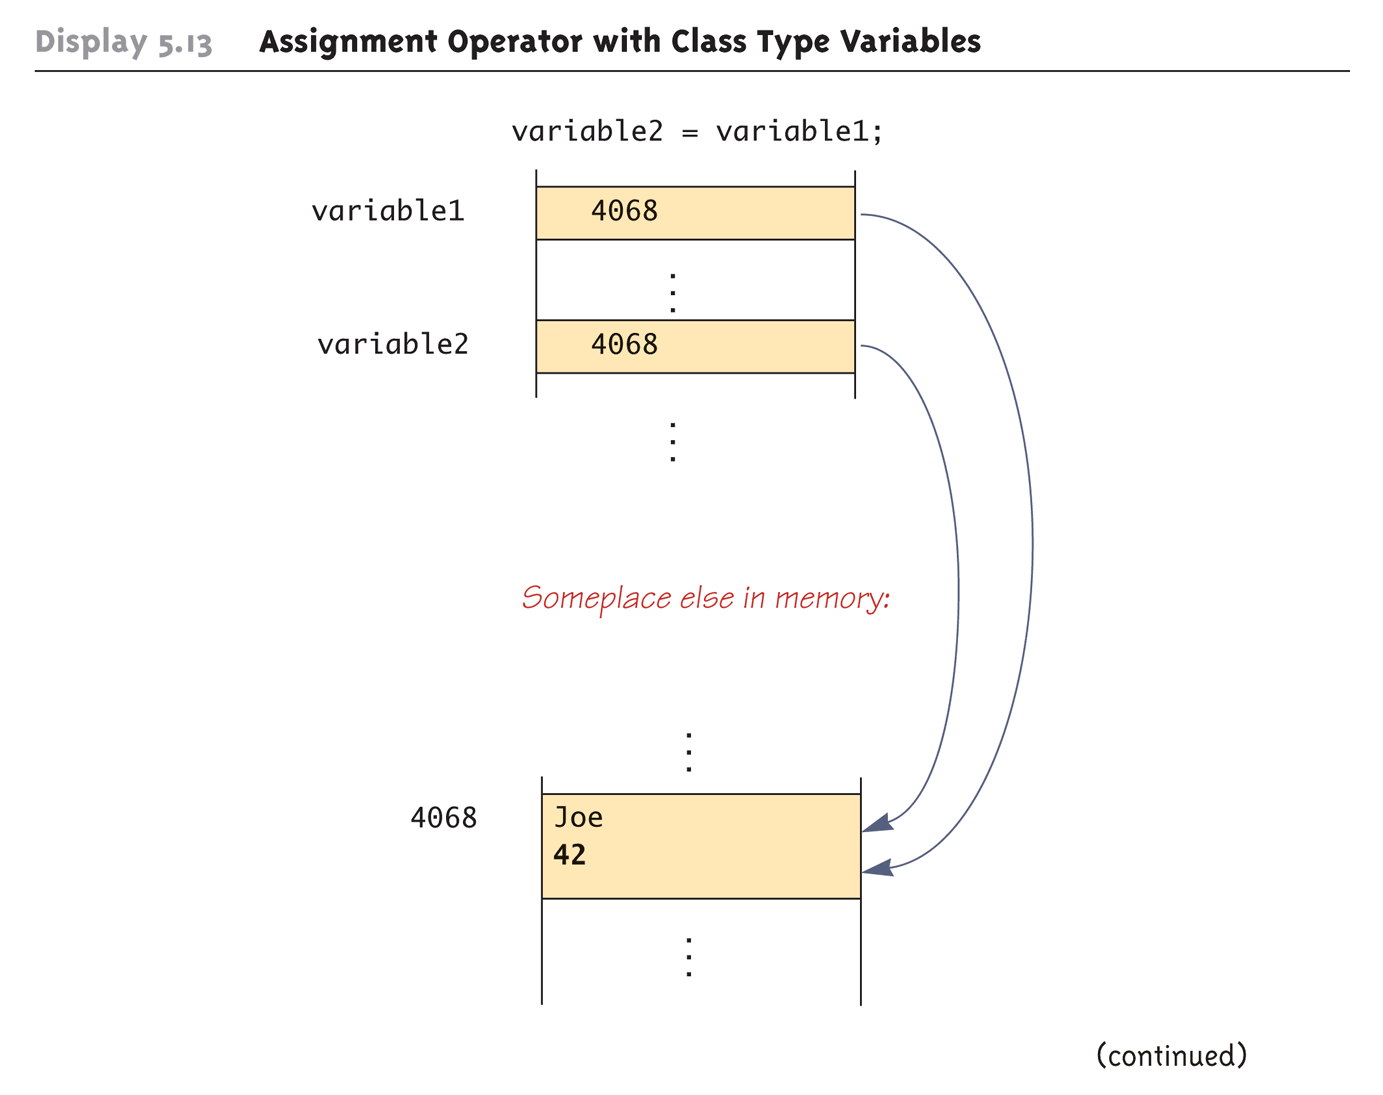 Display 5.13 Assignment Operator with Class Type Variables
variable2 = variable1;
variable1 4068
variable2 4068
Someplace else in memory:
4068 Joe
42
(continued)